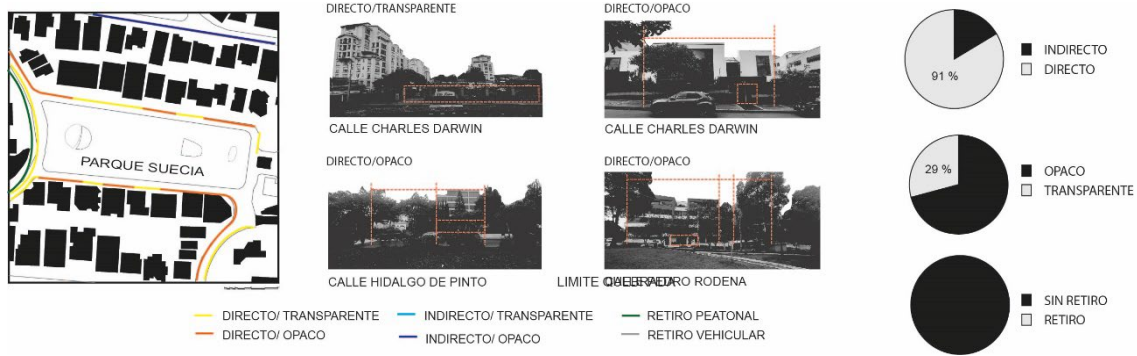 DIRECTO/TRANSPARENTE
DIRECTO/OPACO
PARQUE SUECIA
CALLE CHARLES DARWIN
CALLE CHARLES DARWIN
DIRECTO/OPACO
DIRECTO/OPACO
CALLE HIDALGO DE PINTO
LIMITE
RODENA
DIRECTO/ TRANSPARENTE
DIRECTO/ OPACO
INDIRECTO/ TRANSPARENTE
INDIRECTO/ OPACO
RETIRO PEATONAL
RETIRO VEHICULAR
91 %
INDIRECTO
DIRECTO
29 %
OPACO
TRANSPARENTE
SIN RETIRO
RETIRO